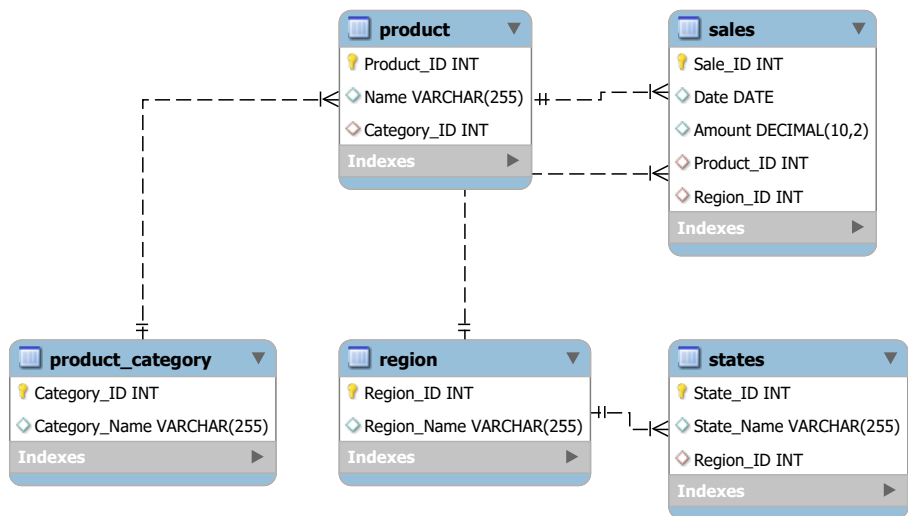 product
Product_ID INT
Name VARCHAR(255)
Category_ID INT
Indexes
sales
Sale_ID INT
Date DATE
Amount DECIMAL(10,2)
Product_ID INT
Region_ID INT
Indexes
product_category
Category_ID INT
Category_Name VARCHAR(255)
Indexes
region
Region_ID INT
Region_Name VARCHAR(255)
Indexes
states
State_ID INT
State_Name VARCHAR(255)
Region_ID INT
Indexes